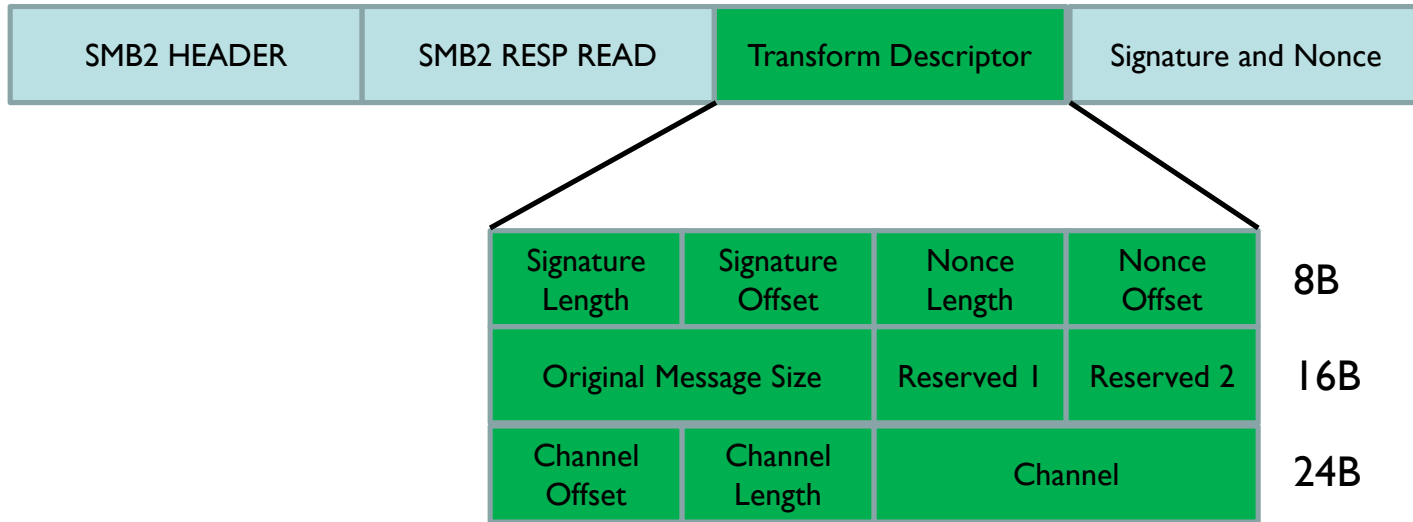 SMB2 HEADER
SMB2 RESP READ
Transform Descriptor
Signature and Nonce
Signature
Length
Signature
Offset
Nonce
Length
Nonce
Offset
8B
Original Message Size
Reserved 1
Reserved 2
16B
Channel
Offset
Channel
Length
Channel
24B